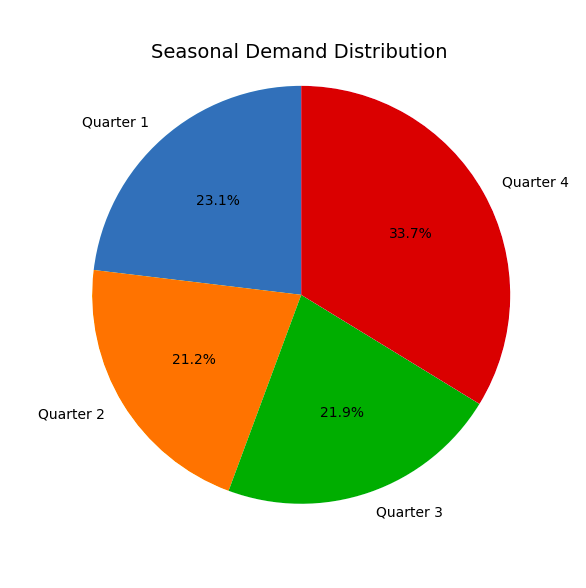 Seasonal Demand Distribution
Quarter 1
23.1%
Quarter 4
33.7%
Quarter 2
21.2%
Quarter 3
21.9%